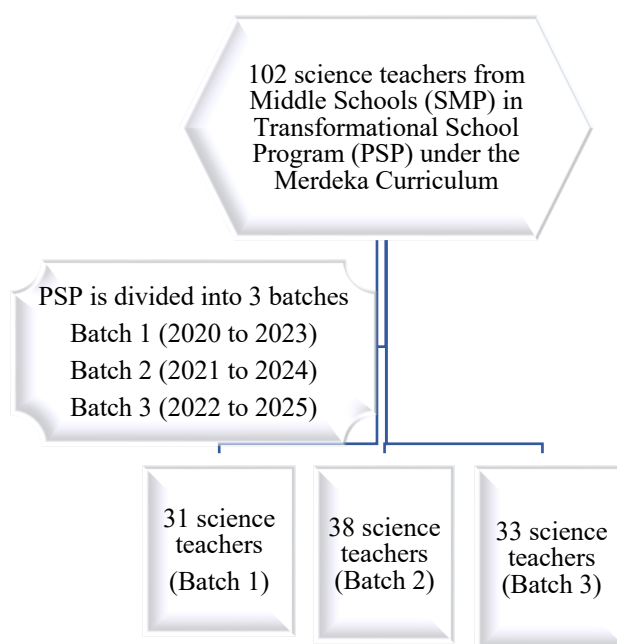 102 science teachers from
Middle Schools (SMP) in
Transformational School
Program (PSP) under the
Merdeka Curriculum
PSP is divided into 3 batches
Batch 1 (2020 to 2023)
Batch 2 (2021 to 2024)
Batch 3 (2022 to 2025)
31 science
teachers
(Batch 1)
38 science
teachers
(Batch 2)
33 science
teachers
(Batch 3)